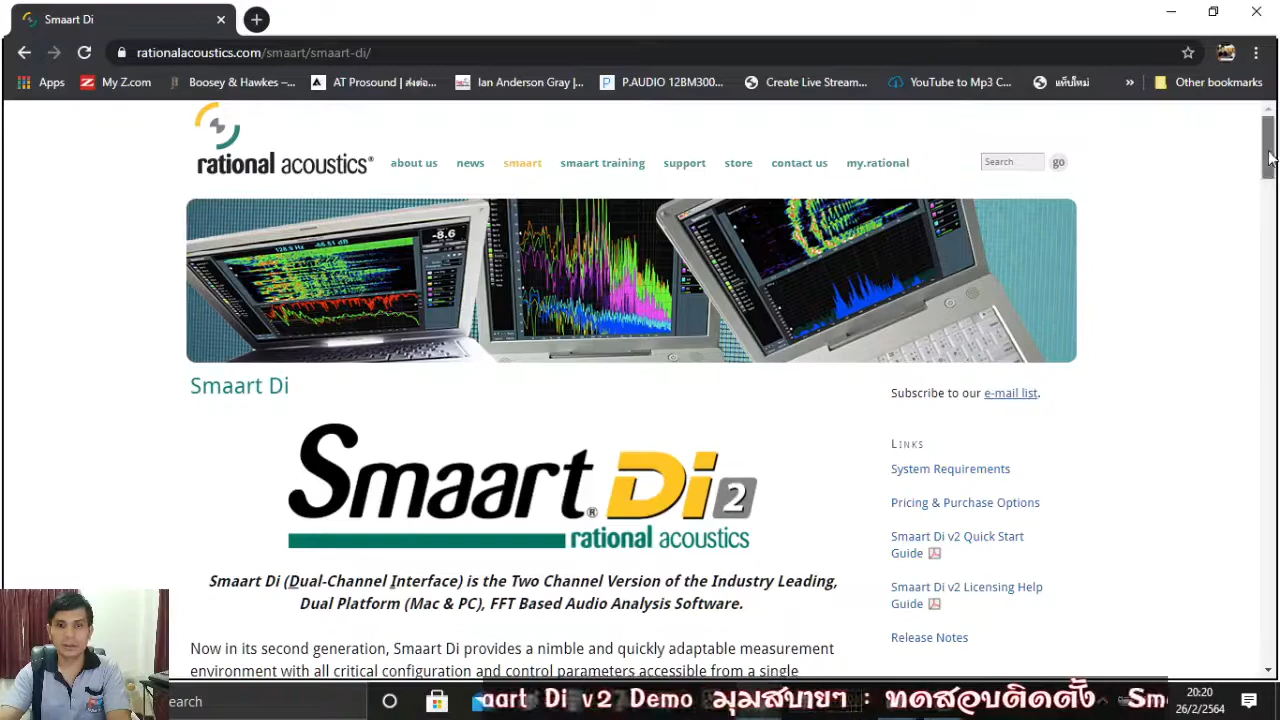 Smaart Di
rationalacoustics.com/smaart/smaart-di/
Apps
My Z.com
Boosey & Hawkes –...
AT Prosound | ส่งต่อ...
Ian Anderson Gray |...
P.AUDIO 12BM300...
Create Live Stream...
YouTube to Mp3 C...
แท็บใหม่
»
Other bookmarks
rational acoustics®
about us
news
smaart
smaart training
support
store
contact us
my.rational
Search
go
128.9 Hz -66.51 dB
-8.6
Smaart Di
Smaart® Di 2
rational acoustics
Smaart Di (Dual-Channel Interface) is the Two Channel Version of the Industry Leading,
Dual Platform (Mac & PC), FFT Based Audio Analysis Software.
Now in its second generation, Smaart Di provides a nimble and quickly adaptable measurement
environment with all critical configuration and control parameters accessible from a single
Subscribe to our e-mail list.
Links
System Requirements
Pricing & Purchase Options
Smaart Di v2 Quick Start
Guide
Smaart Di v2 Licensing Help
Guide
Release Notes
earch
aart Di v2 Demo มุมสบายๆ : ทดสอบติดตั้ง Sm
20:20
26/2/2564